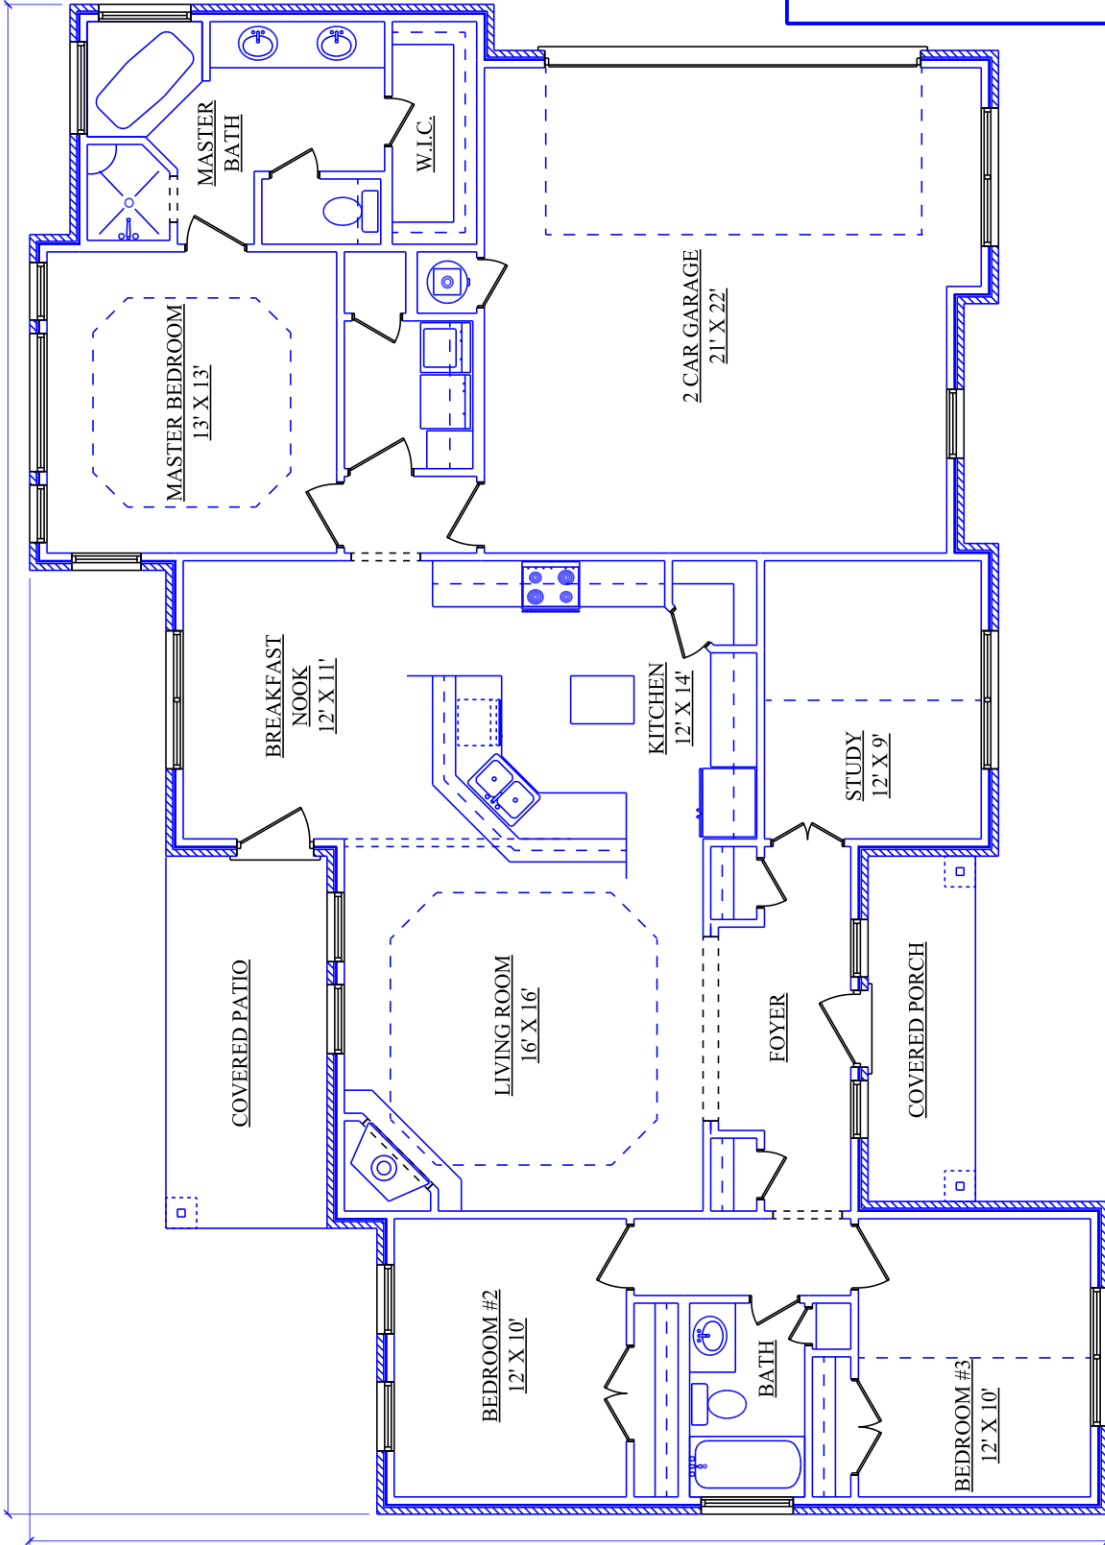 MASTER
BATH
W.I.C.
MASTER BEDROOM
13' X 13'
2 CAR GARAGE
21' X 22'
BREAKFAST
NOOK
12' X 11'
KITCHEN
12' X 14'
STUDY
12' X 9'
COVERED PATIO
LIVING ROOM
16' X 16'
FOYER
COVERED PORCH
BEDROOM #2
12' X 10'
BATH
BEDROOM #3
12' X 10'